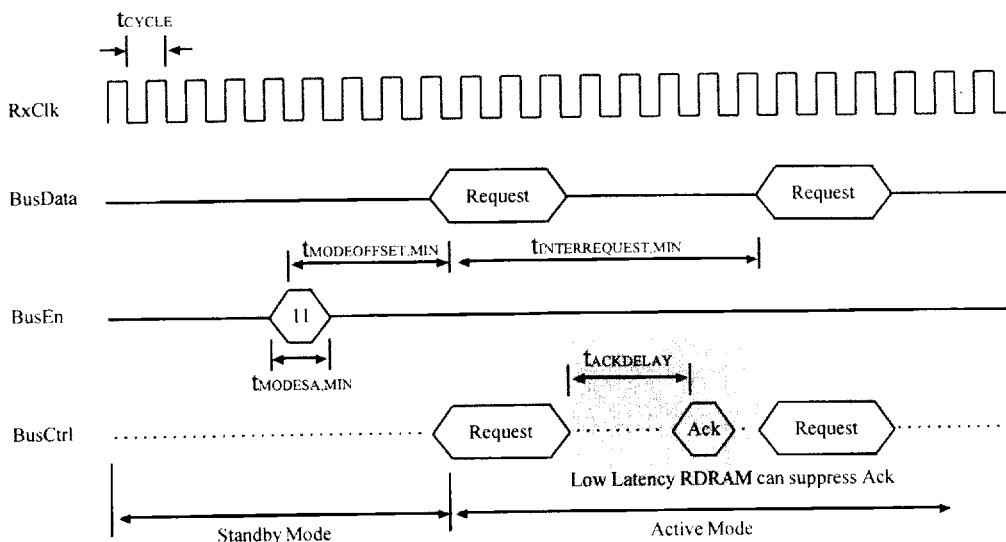 tCYCLE
RxClk
BusData
Request
Request
tMODEOFFSET,MIN
tINTERREQUEST,MIN
BusEn
11
tMODESA,MIN
tACKDELAY
BusCtrl
Request
Ack
Request
Low Latency RDRAM can suppress Ack
Standby Mode
Active Mode